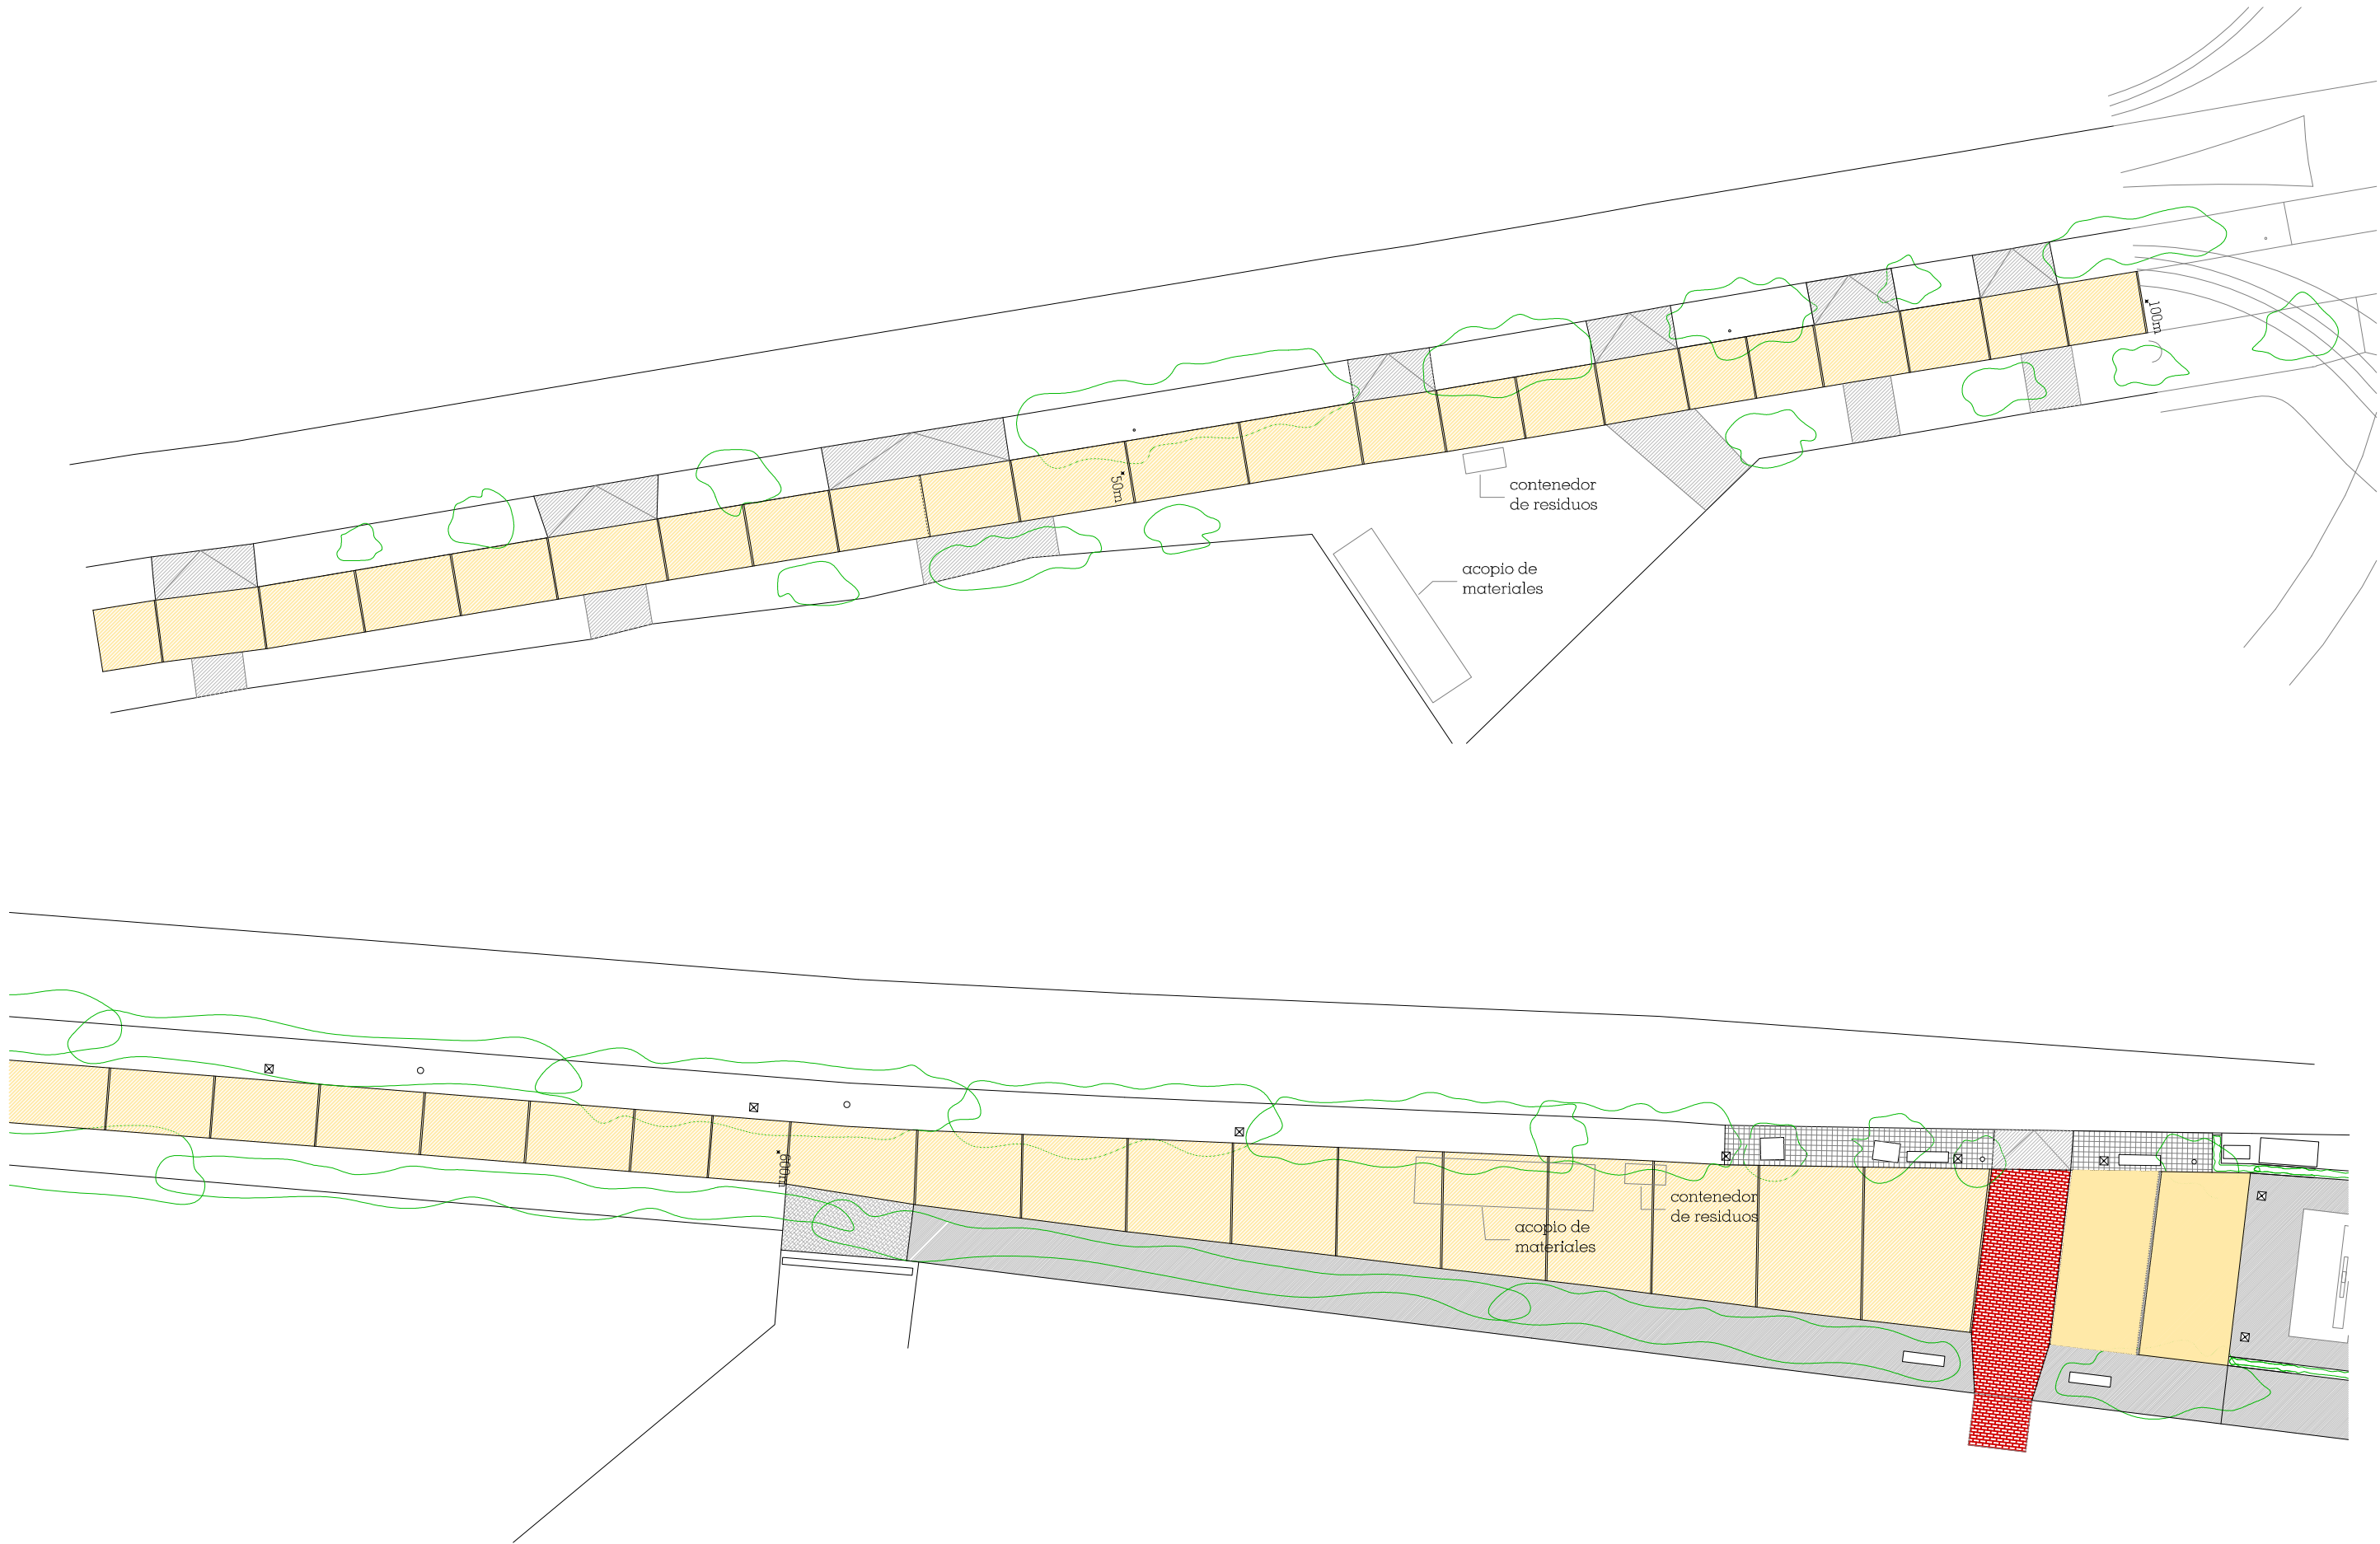 100m
50m
contenedor
de residuos
acopio de
materiales
600m
contenedor
de residuos
acopio de
materiales